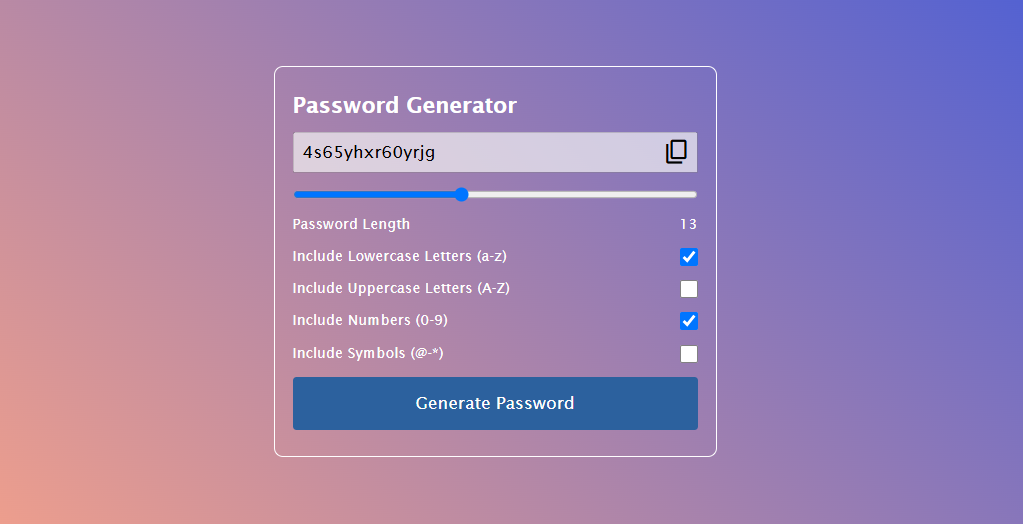 Password Generator
4s65yhxr60yrjg
Password Length 13
Include Lowercase Letters (a-z)
Include Uppercase Letters (A-Z)
Include Numbers (0-9)
Include Symbols (@-*)
Generate Password